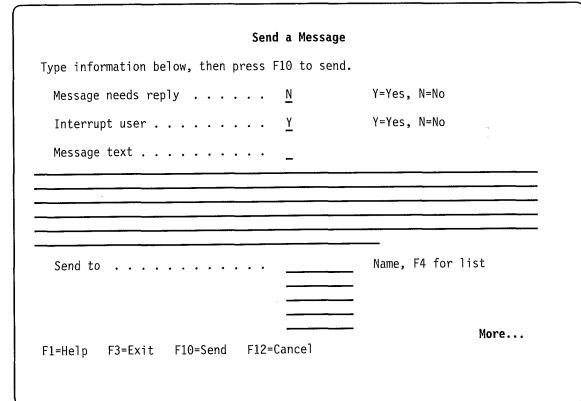 Send a Message
Type information below, then press F10 to send.
Message needs reply . . . . . . N Y=Yes, N=No
Interrupt user . . . . . . . . . Y Y=Yes, N=No
Message text . . . . . . . . . . _
Send to . . . . . . . . . . . . Name, F4 for list
More...
F1=Help F3=Exit F10=Send F12=Cancel